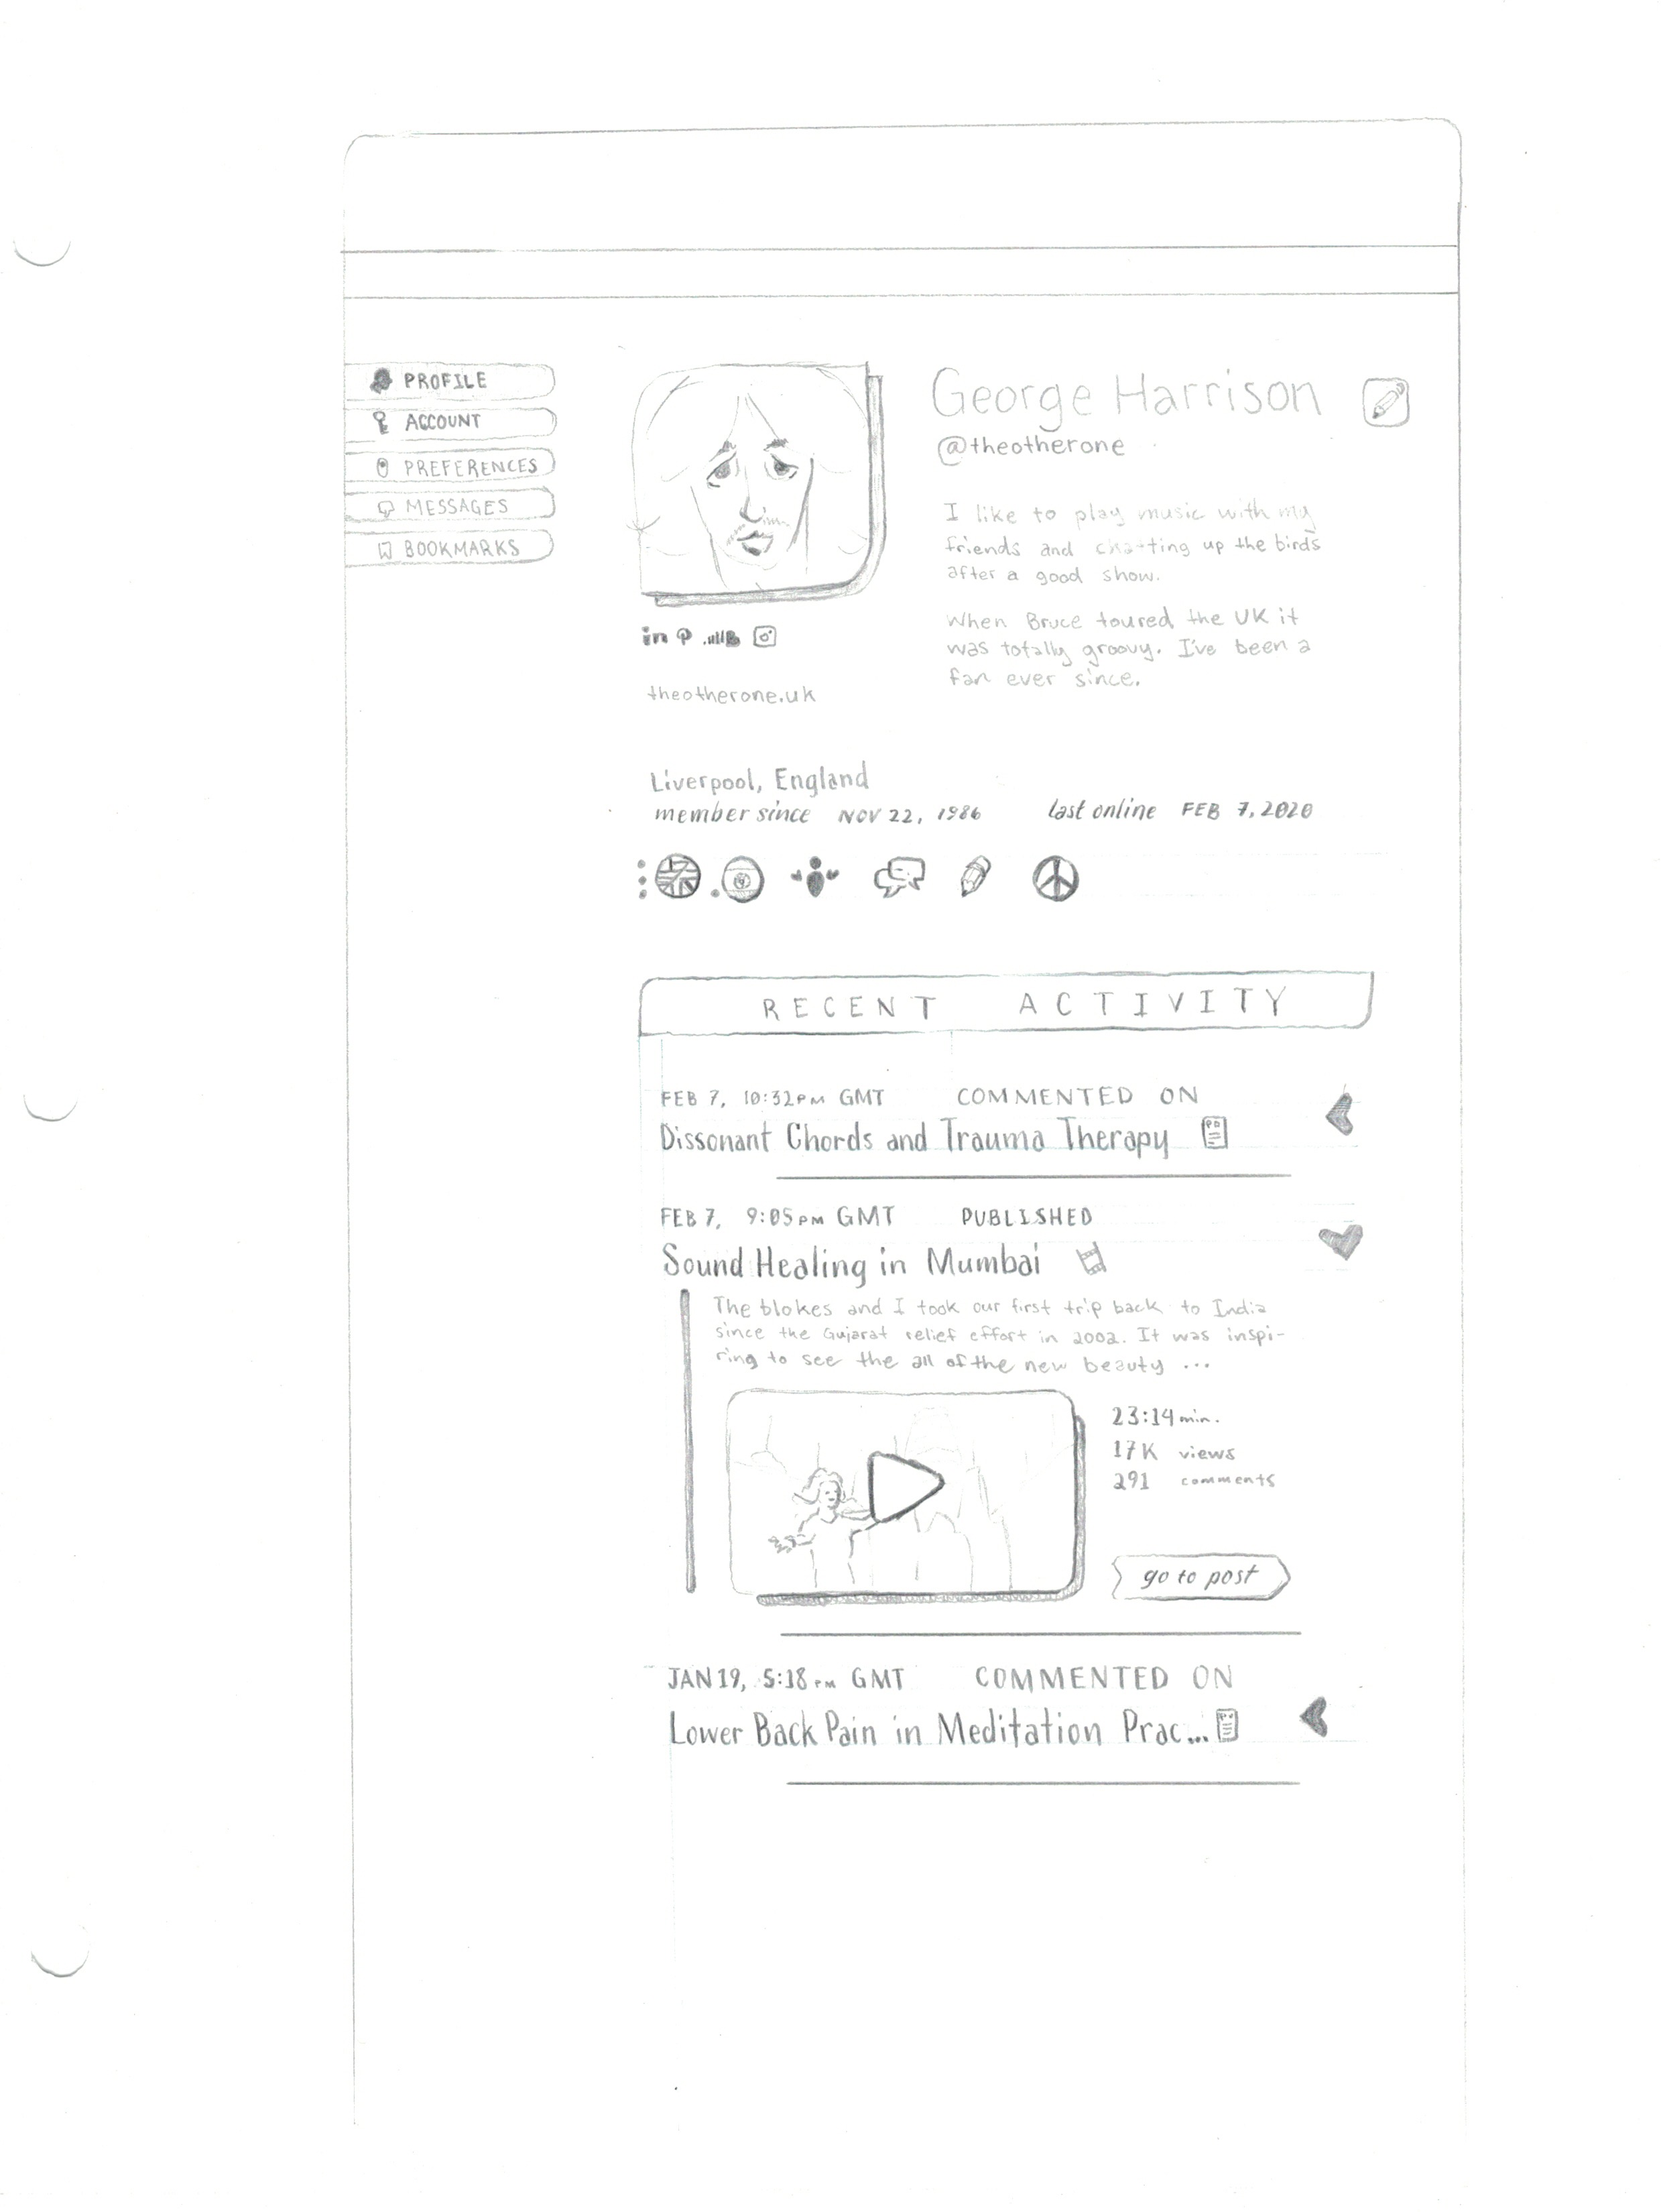 PROFILE
ACCOUNT
PREFERENCES
MESSAGES
BOOKMARKS
George Harrison
@theotherone
I like to play music with my
friends and chatting up the birds
after a good show.
When Bruce toured the UK it
was totally groovy. I've been a
fan ever since.
in
theotherone.uk
Liverpool, England
member since NOV 22, 1986 last online FEB 7, 2020
RECENT ACTIVITY
FEB 7, 10:32PM GMT COMMENTED ON
Dissonant Chords and Trauma Therapy
FEB 7, 9:05PM GMT PUBLISHED
Sound Healing in Mumbai
The blokes and I took our first trip back to India
since the Gujarat relief effort in 2002. It was inspi-
ring to see the all of the new beauty ...
23:14 min.
17K views
291 comments
go to post
JAN 19, 5:18PM GMT COMMENTED ON
Lower Back Pain in Meditation Prac...